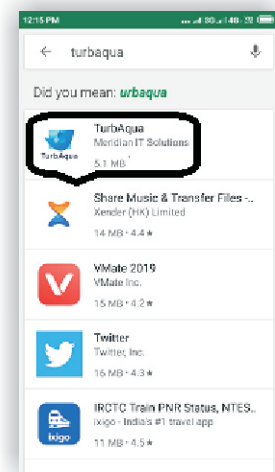 12:15 PM
turbaqua
Did you mean: urbaqua
TurbAqua
Meridian IT Solutions
TurbAqua
5.1 MB
Share Music & Transfer Files -..
Xender (HK) Limited
14 MB · 4.4 ★
VMate 2019
VMate Inc.
15 MB · 4.2 ★
Twitter
Twitter, Inc.
16 MB · 4.3 ★
IRCTC Train PNR Status, NTES..
ixigo - India's #1 travel app
ixigo
11 MB · 4.5 ★